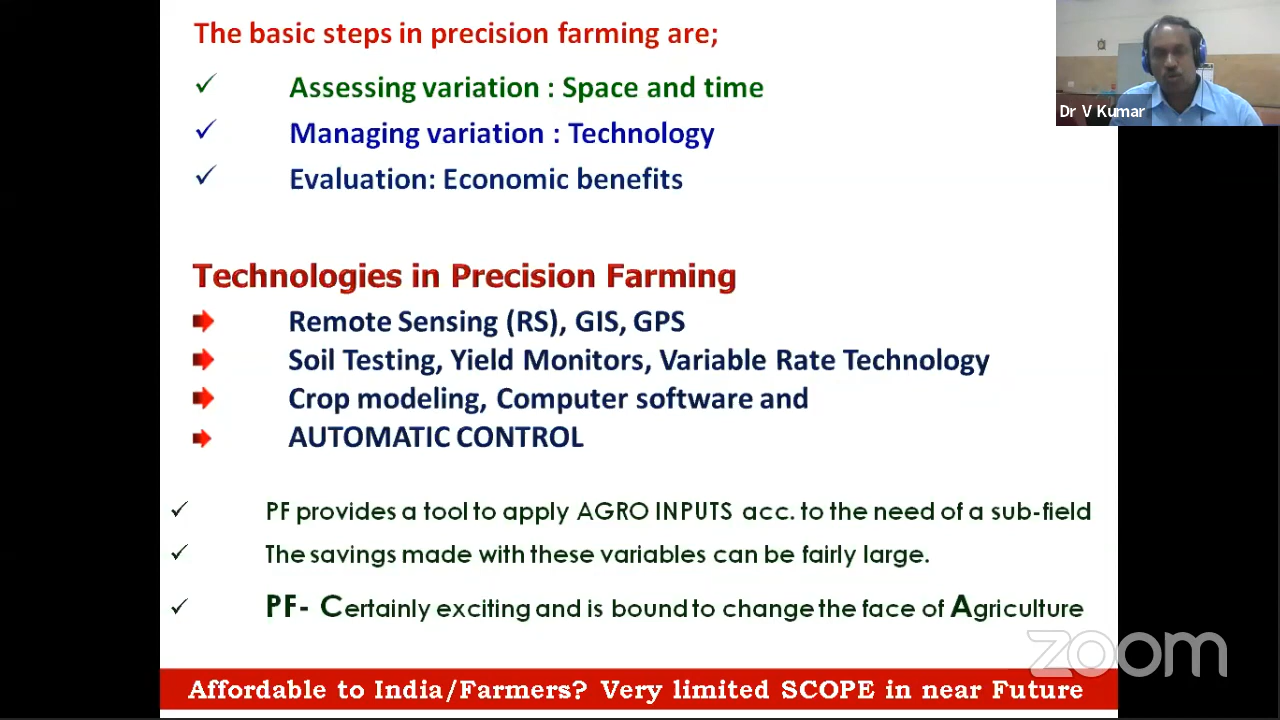 The basic steps in precision farming are;
Dr V Kumar
✓ Assessing variation : Space and time
✓ Managing variation : Technology
✓ Evaluation: Economic benefits
Technologies in Precision Farming
Remote Sensing (RS), GIS, GPS
Soil Testing, Yield Monitors, Variable Rate Technology
Crop modeling, Computer software and
AUTOMATIC CONTROL
✓ PF provides a tool to apply AGRO INPUTS acc. to the need of a sub-field
✓ The savings made with these variables can be fairly large.
✓ PF- Certainly exciting and is bound to change the face of Agriculture
zoom
Affordable to India/Farmers? Very limited SCOPE in near Future